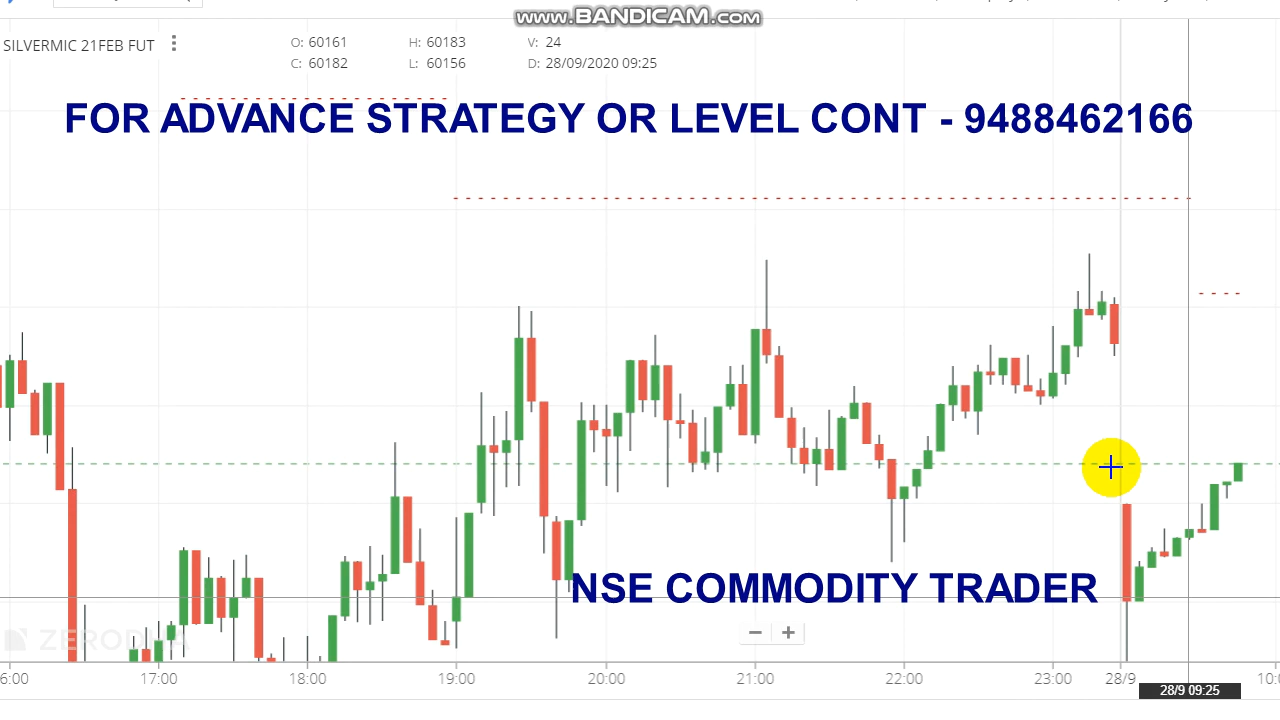 www.BANDICAM.com
SILVERMIC 21FEB FUT
O: 60161 H: 60183 V: 24
C: 60182 L: 60156 D: 28/09/2020 09:25
FOR ADVANCE STRATEGY OR LEVEL CONT - 9488462166
NSE COMMODITY TRADER
ZERODHA
6:00 17:00 18:00 19:00 20:00 21:00 22:00 23:00 28/9 10:0
28/9 09:25